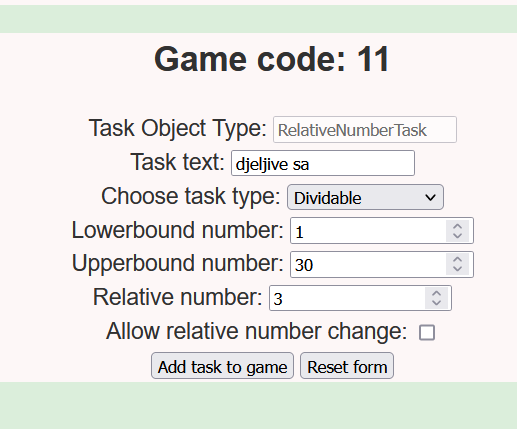 Game code: 11
Task Object Type: RelativeNumberTask
Task text: djeljive sa
Choose task type: Dividable
Lowerbound number: 1
Upperbound number: 30
Relative number: 3
Allow relative number change:
Add task to game Reset form